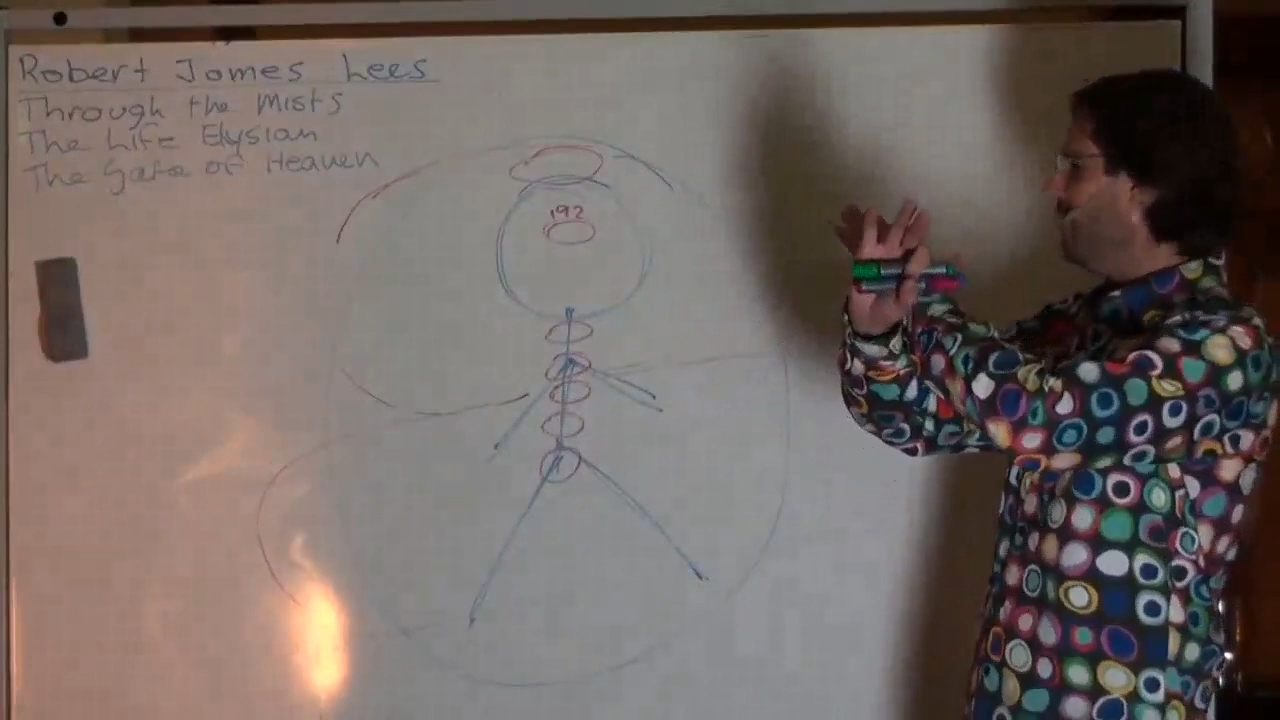 Robert James Lees
Through the Mists
The Life Elysian
The Gate of Heaven
192